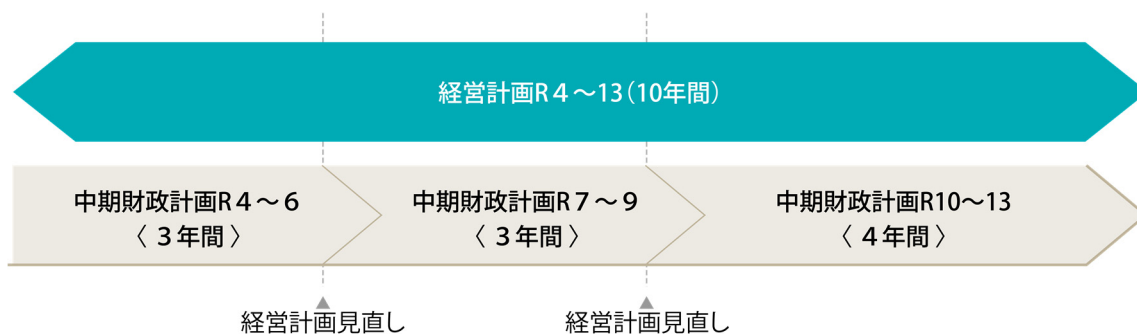 経営計画R４～13（10年間）
中期財政計画R４～６
〈３年間〉
中期財政計画R７～９
〈３年間〉
中期財政計画R10～13
〈４年間〉
経営計画見直し
経営計画見直し